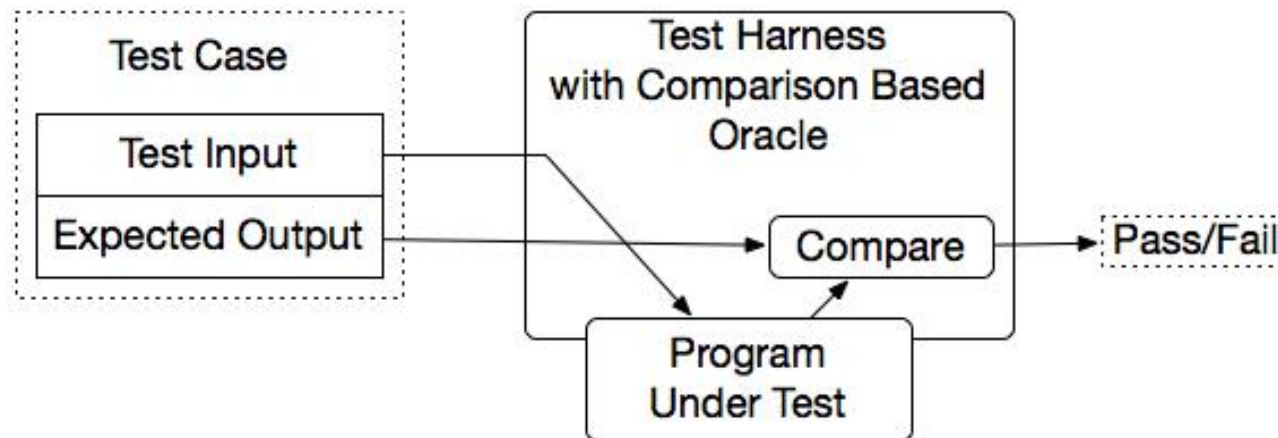 Test Case
Test Input
Expected Output
Test Harness
with Comparison Based
Oracle
Compare
Pass/Fail
Program
Under Test